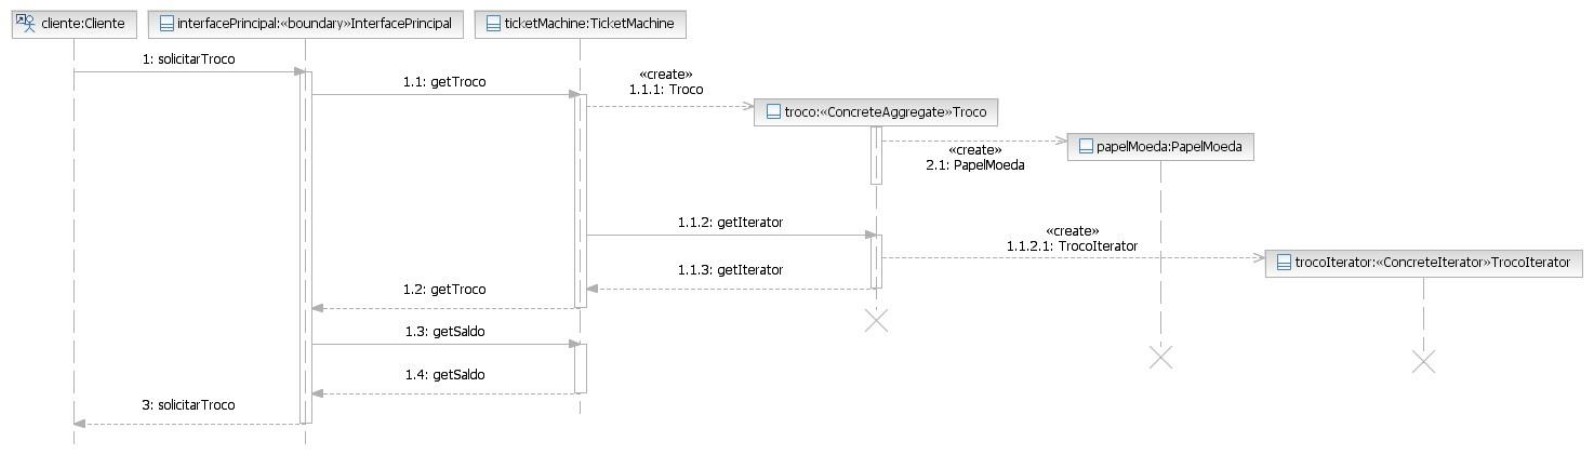 cliente:Cliente
interfacePrincipal:«boundary»InterfacePrincipal
ticketMachine:TicketMachine
1: solicitarTroco
1.1: getTroco
«create»
1.1.1: Troco
troco:«ConcreteAggregate»Troco
«create»
2.1: PapelMoeda
papelMoeda:PapelMoeda
1.1.2: getIterator
«create»
1.1.2.1: TrocoIterator
trocoIterator:«ConcreteIterator»TrocoIterator
1.1.3: getIterator
1.2: getTroco
1.3: getSaldo
1.4: getSaldo
3: solicitarTroco